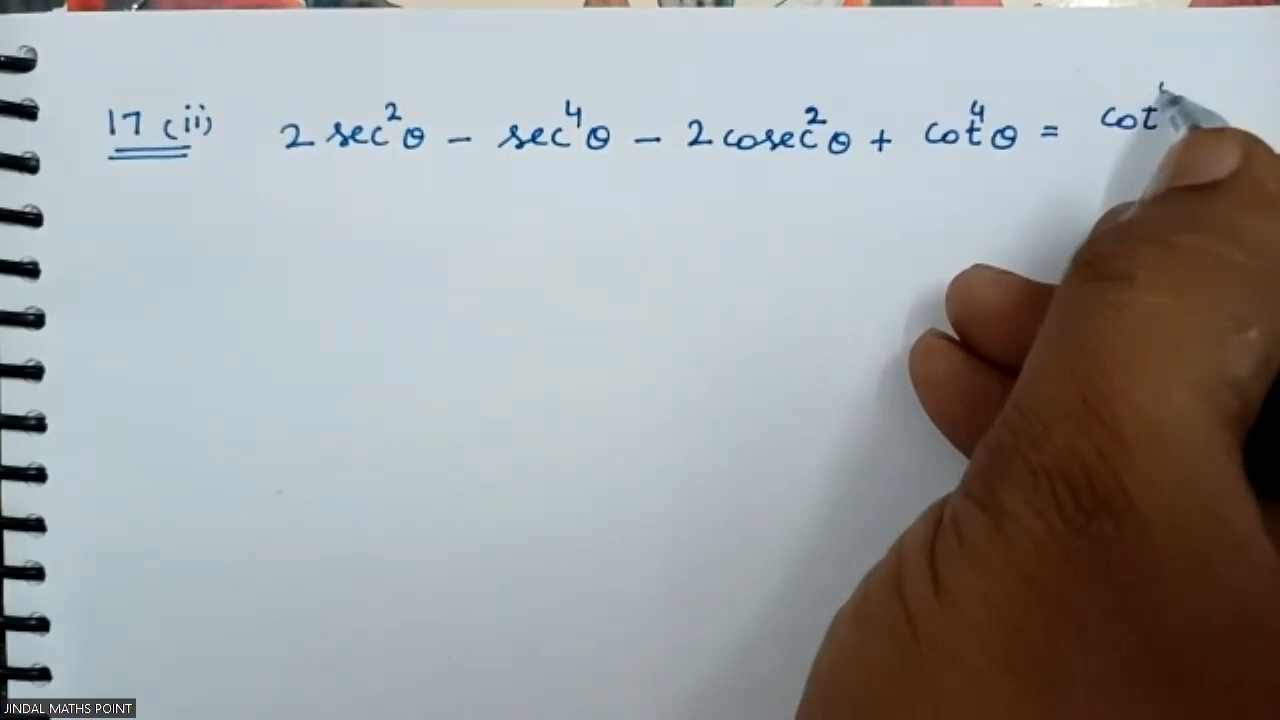 17 (ii) 2 sec²θ – sec⁴θ – 2 cosec²θ + cot⁴θ = cot
JINDAL MATHS POINT